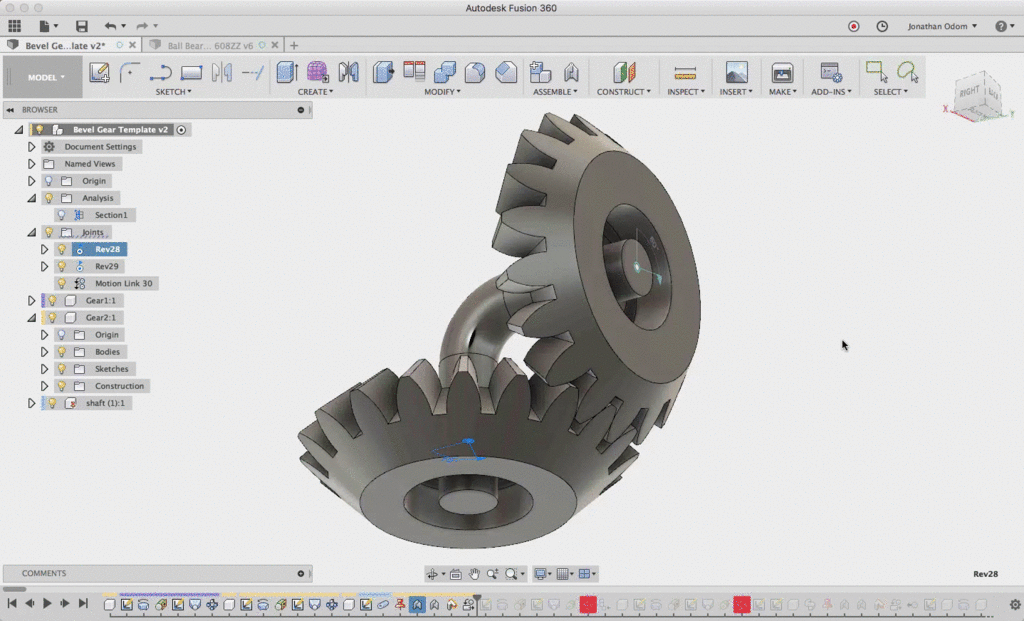 Autodesk Fusion 360
Jonathan Odom
Bevel Ge...late v2*
Ball Bear... 608ZZ v6
MODEL
SKETCH
CREATE
MODIFY
ASSEMBLE
CONSTRUCT
INSPECT
INSERT
MAKE
ADD-INS
SELECT
RIGHT
X
Y
BROWSER
Bevel Gear Template v2
Document Settings
Named Views
Origin
Analysis
Section1
Joints
Rev28
Rev29
Motion Link 30
Gear1:1
Gear2:1
Origin
Bodies
Sketches
Construction
shaft (1):1
COMMENTS
Rev28